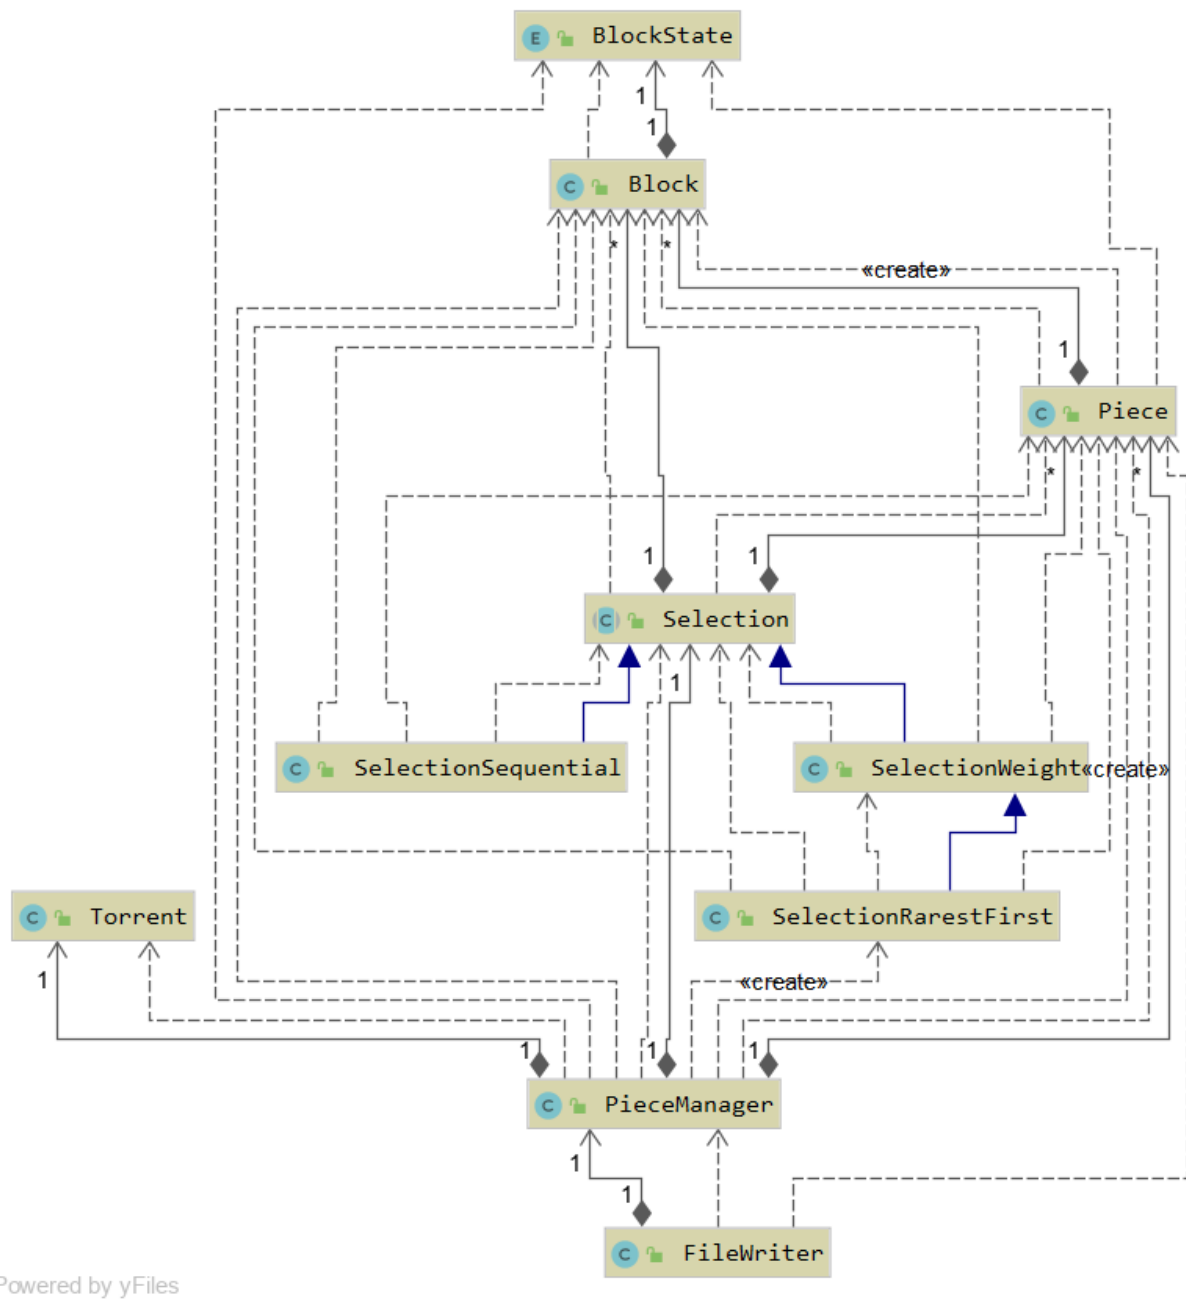 E BlockState
1
1
C Block
* *
«create»
1
C Piece
* *
1 1
C Selection
1
C SelectionSequential
C SelectionWeight «create»
C Torrent
C SelectionRarestFirst
1
«create»
1 1 1
C PieceManager
1
1
C FileWriter
Powered by yFiles